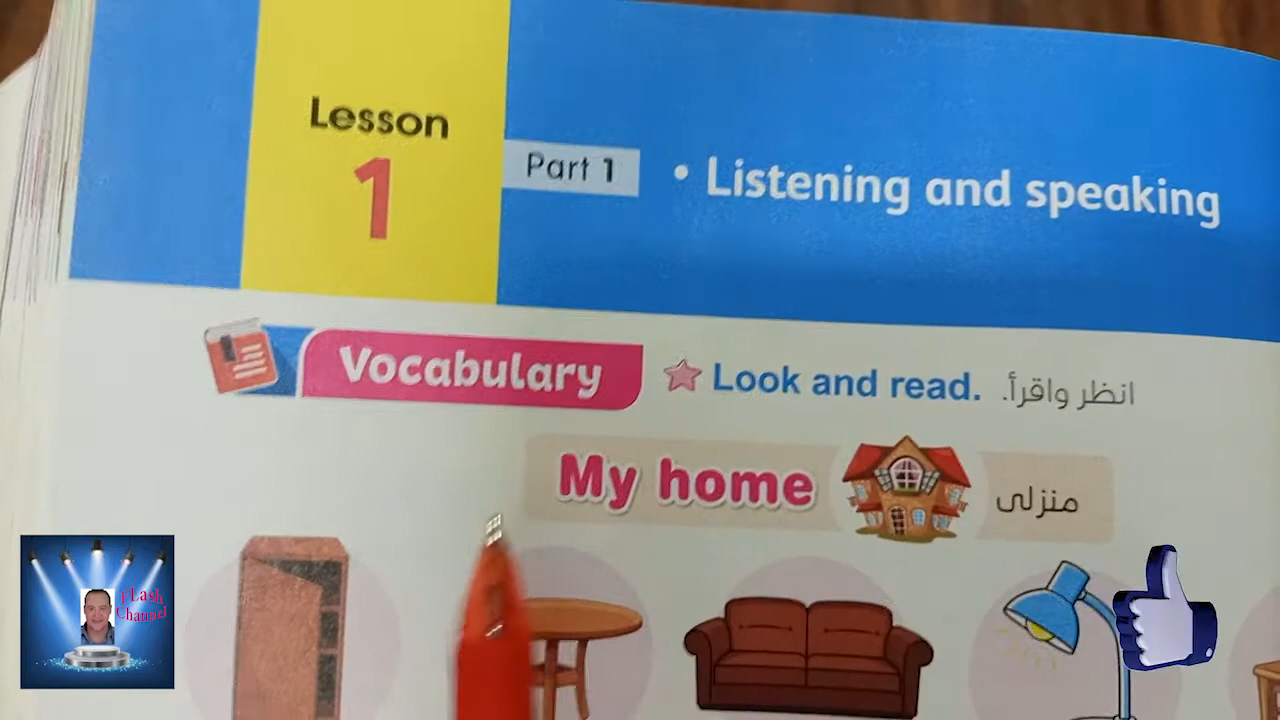 Lesson
1
Part 1
• Listening and speaking
Vocabulary
Look and read. انظر واقرأ.
My home منزلى
FLash
Channel